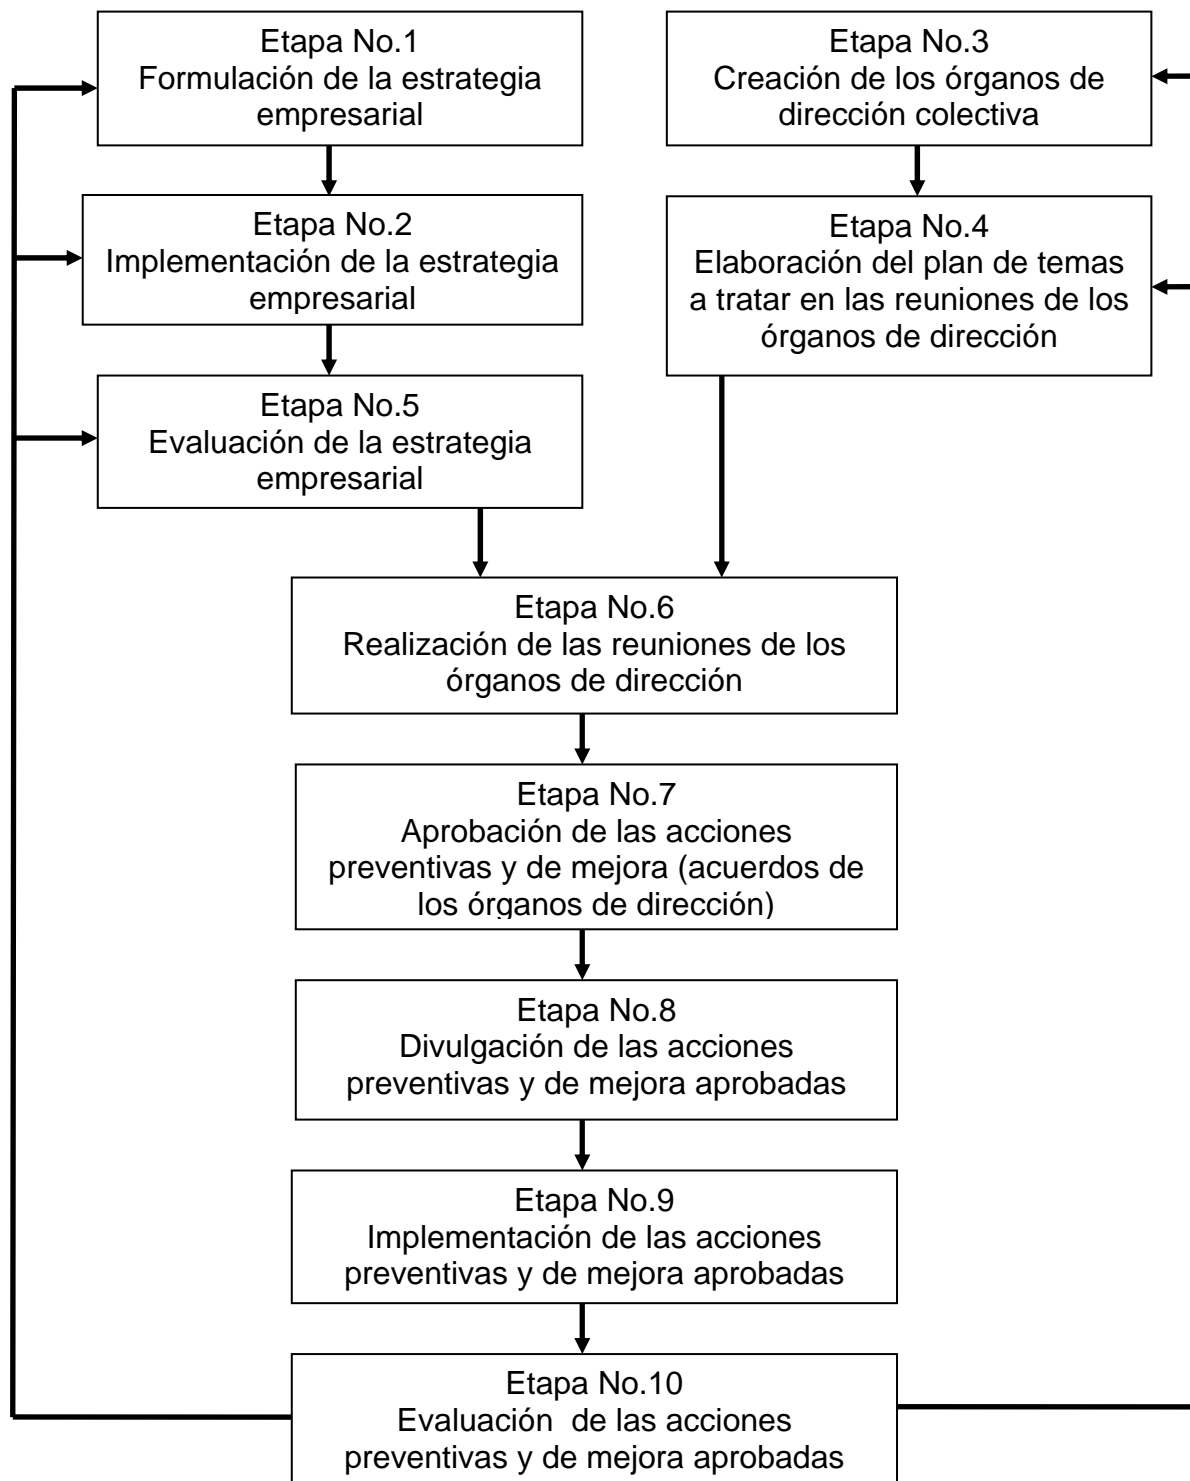 Etapa No.1
Formulación de la estrategia
empresarial
Etapa No.3
Creación de los órganos de
dirección colectiva
Etapa No.2
Implementación de la estrategia
empresarial
Etapa No.4
Elaboración del plan de temas
a tratar en las reuniones de los
órganos de dirección
Etapa No.5
Evaluación de la estrategia
empresarial
Etapa No.6
Realización de las reuniones de los
órganos de dirección
Etapa No.7
Aprobación de las acciones
preventivas y de mejora (acuerdos de
los órganos de dirección)
Etapa No.8
Divulgación de las acciones
preventivas y de mejora aprobadas
Etapa No.9
Implementación de las acciones
preventivas y de mejora aprobadas
Etapa No.10
Evaluación  de las acciones
preventivas y de mejora aprobadas